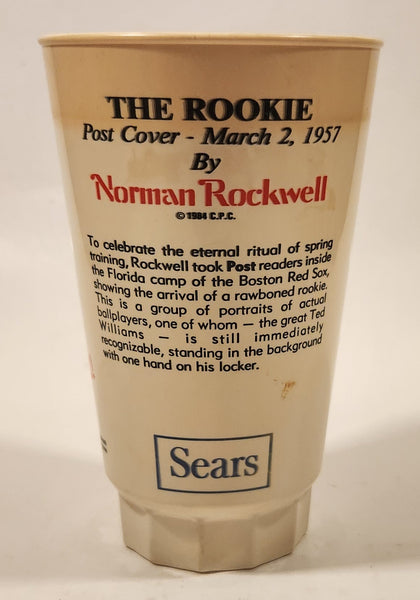 THE ROOKIE
Post Cover - March 2, 1957
By
Norman Rockwell
© 1984 C.P.C.
To celebrate the eternal ritual of spring
training, Rockwell took Post readers inside
the Florida camp of the Boston Red Sox,
showing the arrival of a rawboned rookie.
This is a group of portraits of actual
ballplayers, one of whom — the great Ted
Williams — is still immediately
recognizable, standing in the background
with one hand on his locker.
Sears